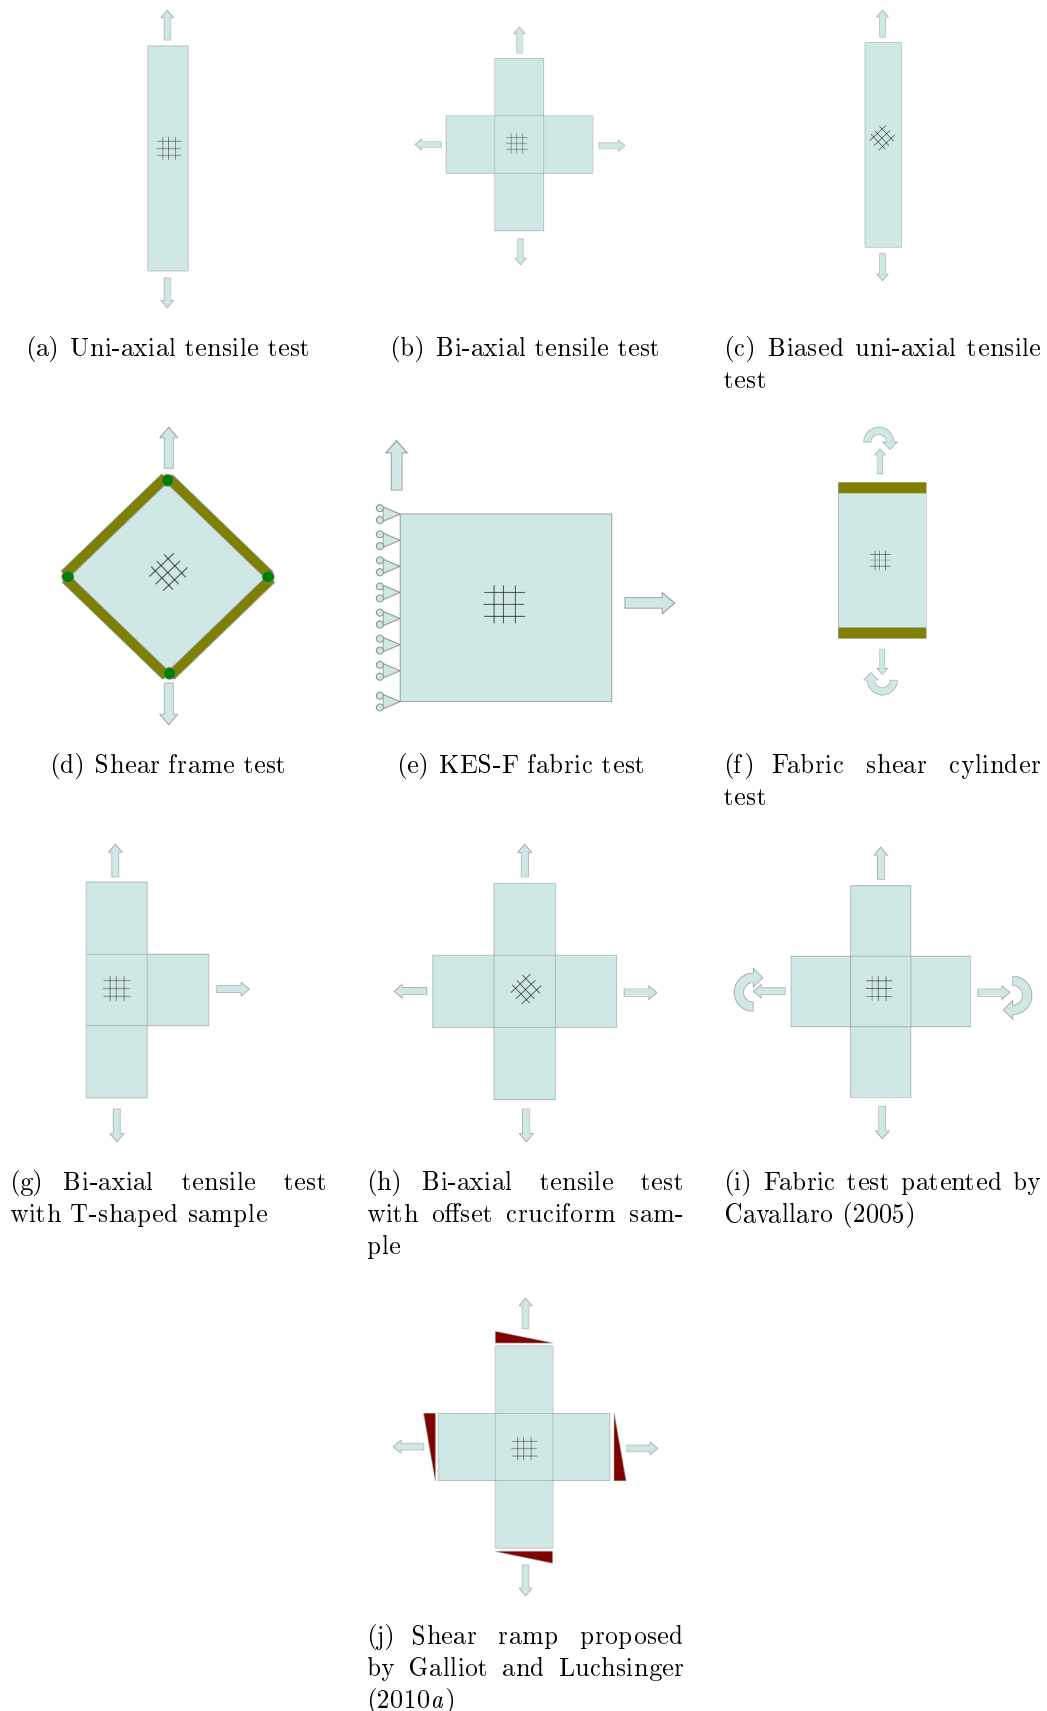 (a) Uni-axial tensile test
(b) Bi-axial tensile test
(c) Biased uni-axial tensile
test
(d) Shear frame test
(e) KES-F fabric test
(f) Fabric shear cylinder
test
(g) Bi-axial tensile test
with T-shaped sample
(h) Bi-axial tensile test
with offset cruciform sam-
ple
(i) Fabric test patented by
Cavallaro (2005)
(j) Shear ramp proposed
by Galliot and Luchsinger
(2010a)